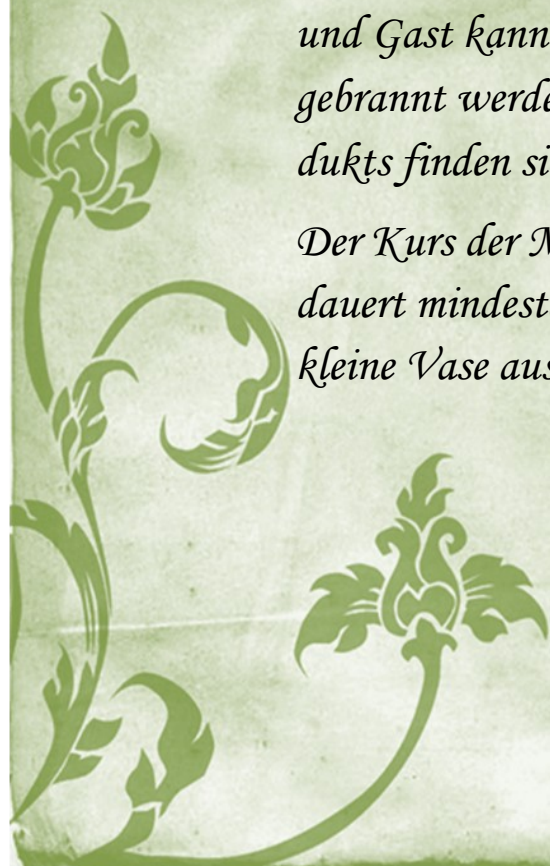 und Gast kann
gebrannt werde
dukts finden si
Der Kurs der M
dauert mindest
kleine Vase aus